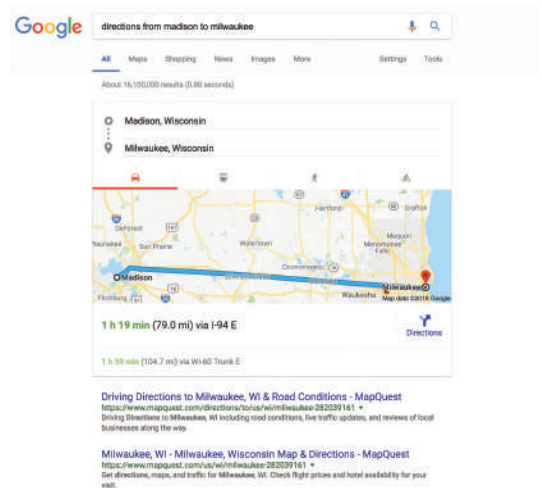 Google
directions from madison to milwaukee
All Maps Shopping News Images More Settings Tools
About 16,100,000 results (0.80 seconds)
Madison, Wisconsin
Milwaukee, Wisconsin
Hartford Grafton
DeForest
Mequon
Waunakee Sun Prairie Watertown Menomonee
Falls
Oconomowoc
Madison
Milwaukee
Fitchburg Waukesha Map data ©2018 Google
1 h 19 min (79.0 mi) via I-94 E
Directions
1 h 59 min (104.7 mi) via WI-60 Trunk E
Driving Directions to Milwaukee, WI & Road Conditions - MapQuest
https://www.mapquest.com/directions/to/us/wi/milwaukee-282039161
Driving Directions to Milwaukee, WI including road conditions, live traffic updates, and reviews of local
businesses along the way.
Milwaukee, WI - Milwaukee, Wisconsin Map & Directions - MapQuest
https://www.mapquest.com/us/wi/milwaukee-282039161
Get directions, maps, and traffic for Milwaukee, WI. Check flight prices and hotel availability for your
visit.